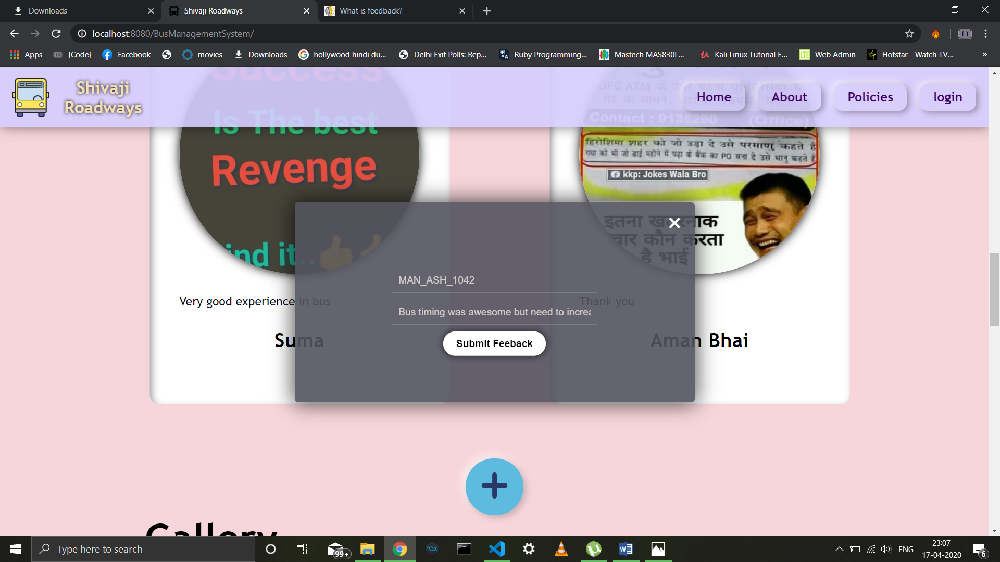 Downloads
Shivaji Roadways
What is feedback?
localhost:8080/BusManagementSystem/
Apps
{Code}
Facebook
movies
Downloads
hollywood hindi du...
Delhi Exit Polls: Rep...
Ruby Programming...
Mastech MAS830L...
Kali Linux Tutorial F...
Web Admin
Hotstar - Watch TV...
»
Shivaji
Roadways
Home
About
Policies
login
Success
Is The best
Revenge
ind it..
DFC ATM के
गेट के सामने,
Contact : 9135290 (Office)
हिरोशिमा शहर को जो उड़ा दे उसे परमाणु कहते है
गधा को भी जो ढाई महीने में पढ़ा के बैंक का PO बना दे उसे भानु कहते है
kkp: Jokes Wala Bro
इतना खतरनाक
चार कौन करता
है भाई
MAN_ASH_1042
Bus timing was awesome but need to increa
Submit Feeback
Very good experience in bus
Suma
Thank you
Aman Bhai
Gallery
Type here to search
99+
nox
ENG
23:07
17-04-2020
6